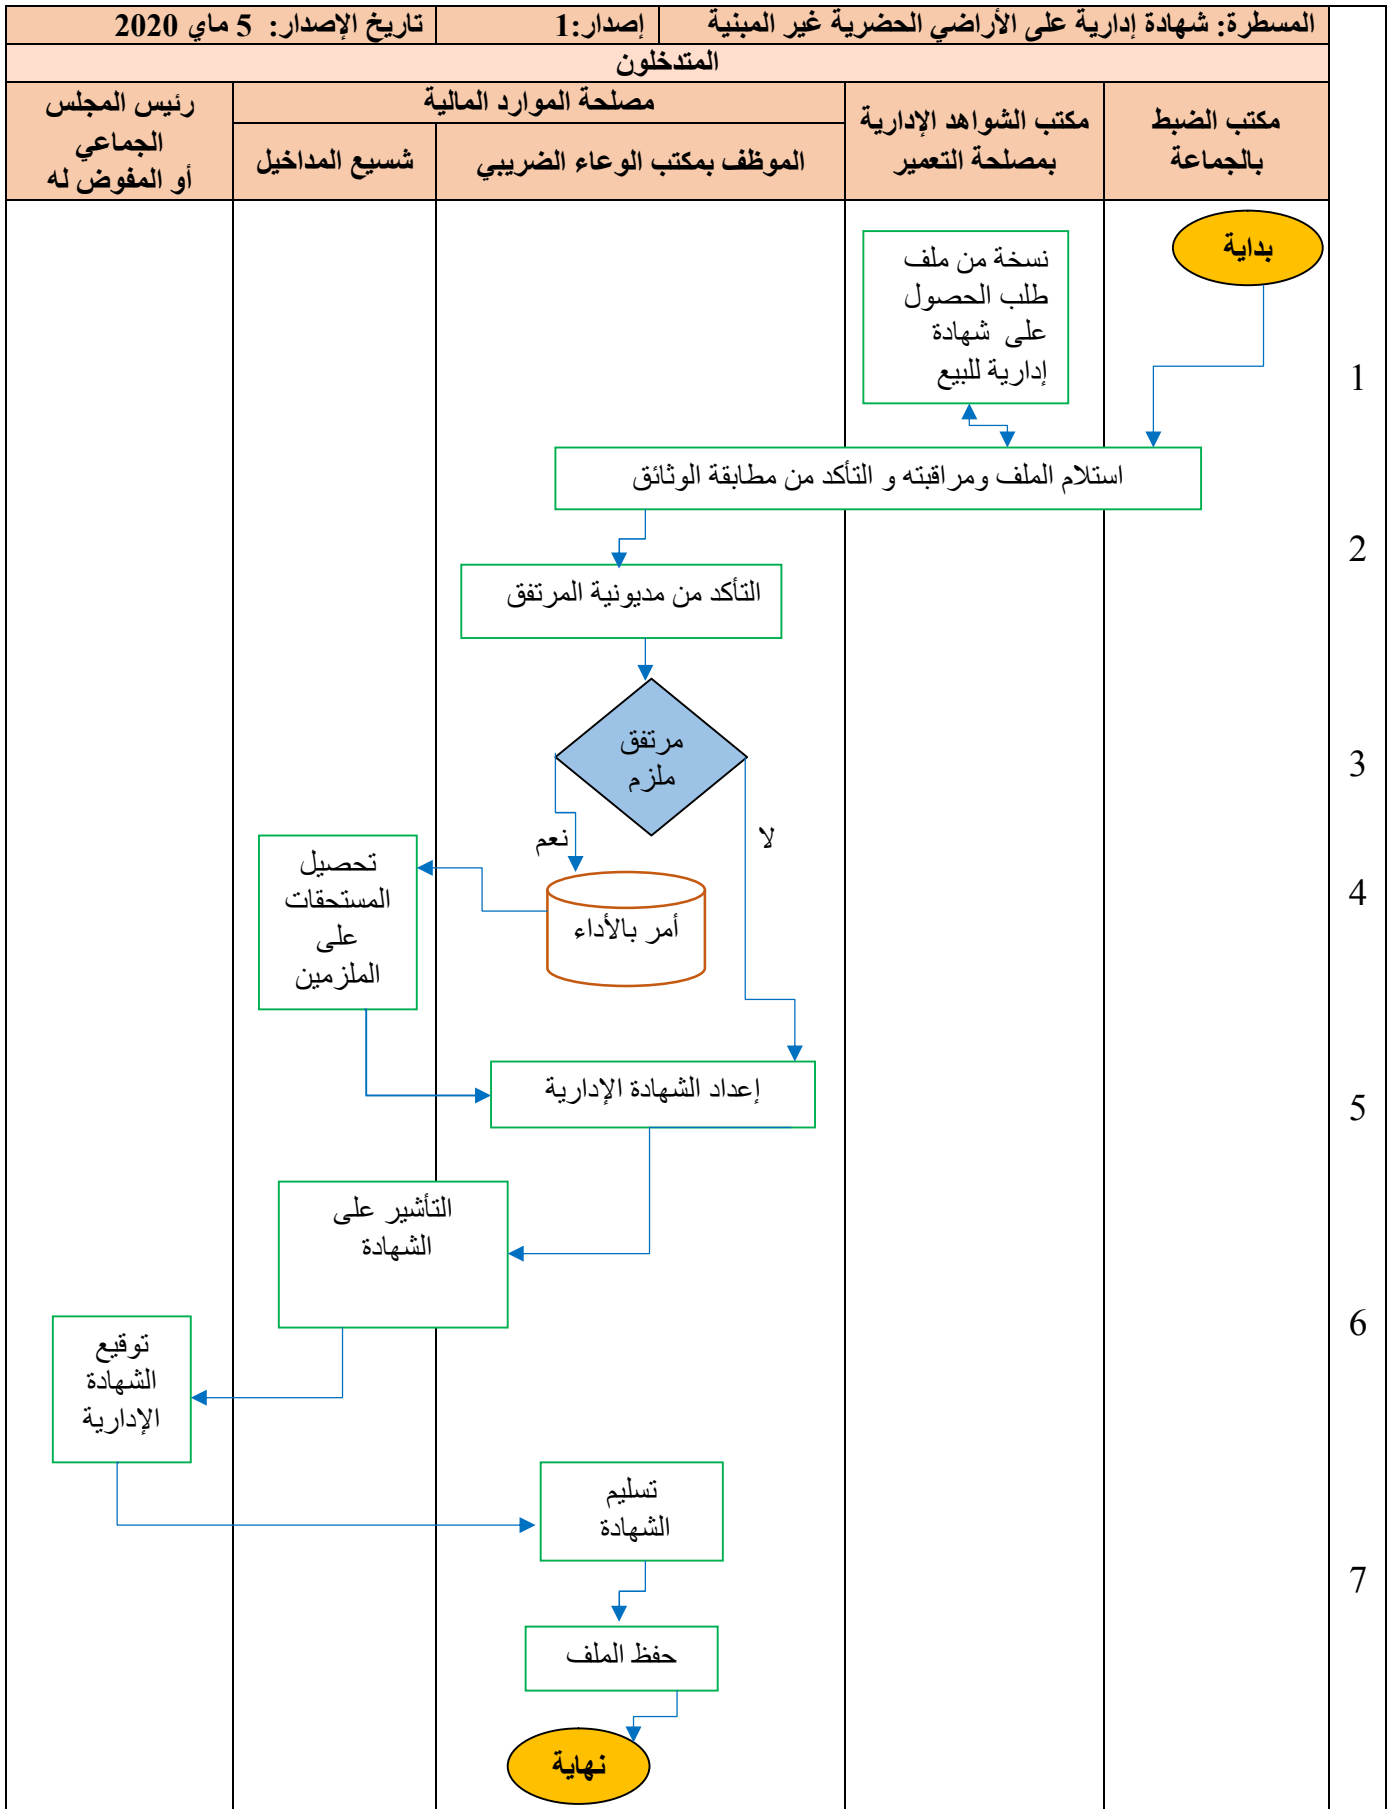 المسطرة: شهادة إدارية على الأراضي الحضرية غير المبنية
إصدار:1
تاريخ الإصدار: 5 ماي 2020
المتدخلون
مكتب الضبط
بالجماعة
مكتب الشواهد الإدارية
بمصلحة التعمير
مصلحة الموارد المالية
الموظف بمكتب الوعاء الضريبي
شسيع المداخيل
رئيس المجلس
الجماعي
أو المفوض له
بداية
نسخة من ملف
طلب الحصول
على شهادة
إدارية للبيع
1
استلام الملف ومراقبته و التأكد من مطابقة الوثائق
2
التأكد من مديونية المرتفق
مرتفق
ملزم
3
لا
نعم
تحصيل
المستحقات
على
الملزمين
أمر بالأداء
4
إعداد الشهادة الإدارية
5
التأشير على
الشهادة
6
توقيع
الشهادة
الإدارية
تسليم
الشهادة
7
حفظ الملف
نهاية